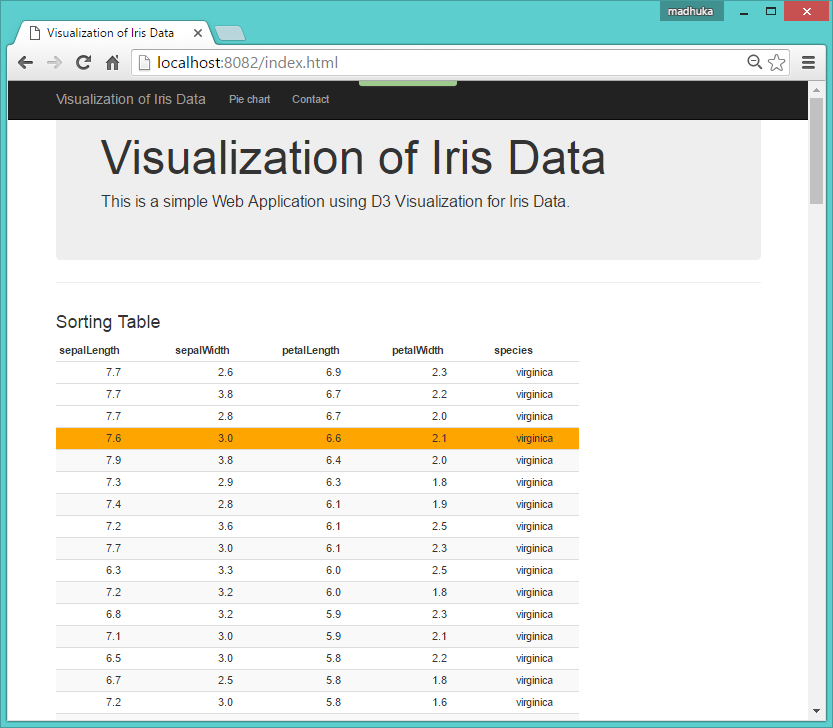 madhuka
Visualization of Iris Data
localhost:8082/index.html
Visualization of Iris Data Pie chart Contact
Visualization of Iris Data
This is a simple Web Application using D3 Visualization for Iris Data.
Sorting Table
sepalLength sepalWidth petalLength petalWidth species
7.7 2.6 6.9 2.3 virginica
7.7 3.8 6.7 2.2 virginica
7.7 2.8 6.7 2.0 virginica
7.6 3.0 6.6 2.1 virginica
7.9 3.8 6.4 2.0 virginica
7.3 2.9 6.3 1.8 virginica
7.4 2.8 6.1 1.9 virginica
7.2 3.6 6.1 2.5 virginica
7.7 3.0 6.1 2.3 virginica
6.3 3.3 6.0 2.5 virginica
7.2 3.2 6.0 1.8 virginica
6.8 3.2 5.9 2.3 virginica
7.1 3.0 5.9 2.1 virginica
6.5 3.0 5.8 2.2 virginica
6.7 2.5 5.8 1.8 virginica
7.2 3.0 5.8 1.6 virginica